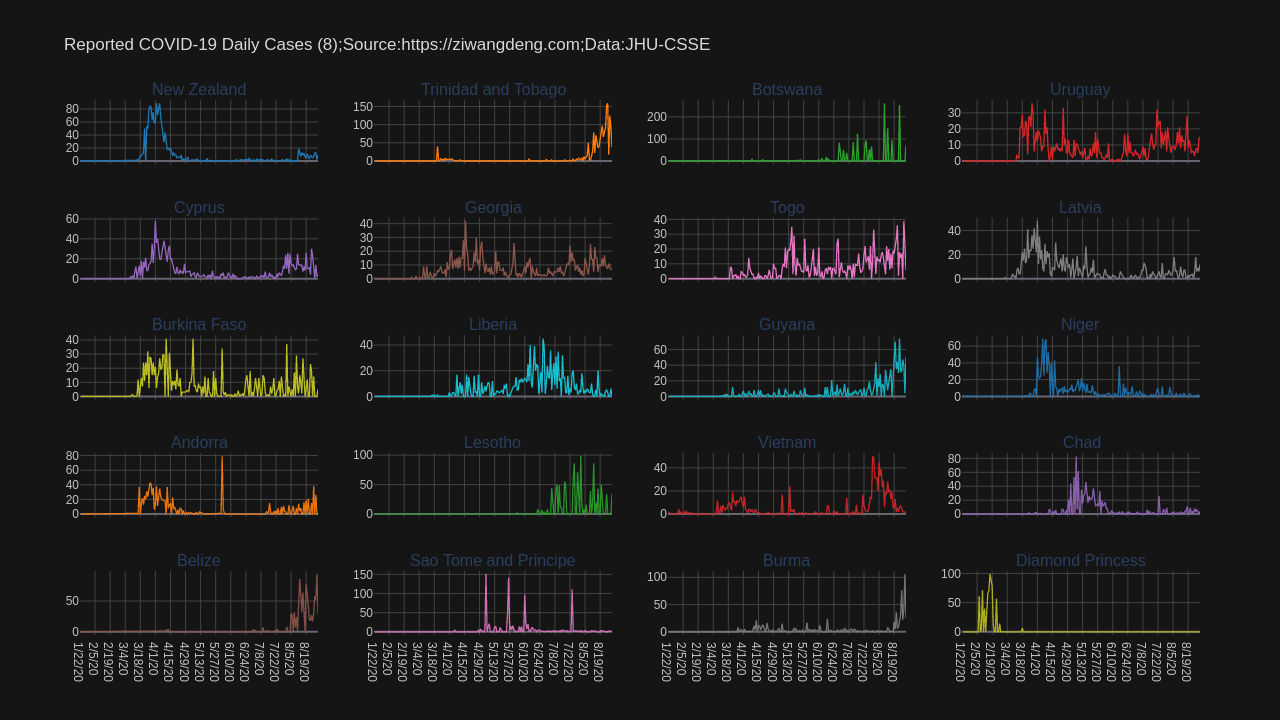 Reported COVID-19 Daily Cases (8);Source:https://ziwangdeng.com;Data:JHU-CSSE
New Zealand Trinidad and Tobago Botswana Uruguay
80 60 40 20 0
150 100 50 0
200 100 0
30 20 10 0
Cyprus Georgia Togo Latvia
60 40 20 0
40 30 20 10 0
40 30 20 10 0
40 20 0
Burkina Faso Liberia Guyana Niger
40 30 20 10 0
40 20 0
60 40 20 0
60 40 20 0
Andorra Lesotho Vietnam Chad
80 60 40 20 0
100 50 0
40 20 0
80 60 40 20 0
Belize Sao Tome and Principe Burma Diamond Princess
50 0
150 100 50 0
100 50 0
100 50 0
1/22/20 2/5/20 2/19/20 3/4/20 3/18/20 4/1/20 4/15/20 4/29/20 5/13/20 5/27/20 6/10/20 6/24/20 7/8/20 7/22/20 8/5/20 8/19/20
1/22/20 2/5/20 2/19/20 3/4/20 3/18/20 4/1/20 4/15/20 4/29/20 5/13/20 5/27/20 6/10/20 6/24/20 7/8/20 7/22/20 8/5/20 8/19/20
1/22/20 2/5/20 2/19/20 3/4/20 3/18/20 4/1/20 4/15/20 4/29/20 5/13/20 5/27/20 6/10/20 6/24/20 7/8/20 7/22/20 8/5/20 8/19/20
1/22/20 2/5/20 2/19/20 3/4/20 3/18/20 4/1/20 4/15/20 4/29/20 5/13/20 5/27/20 6/10/20 6/24/20 7/8/20 7/22/20 8/5/20 8/19/20